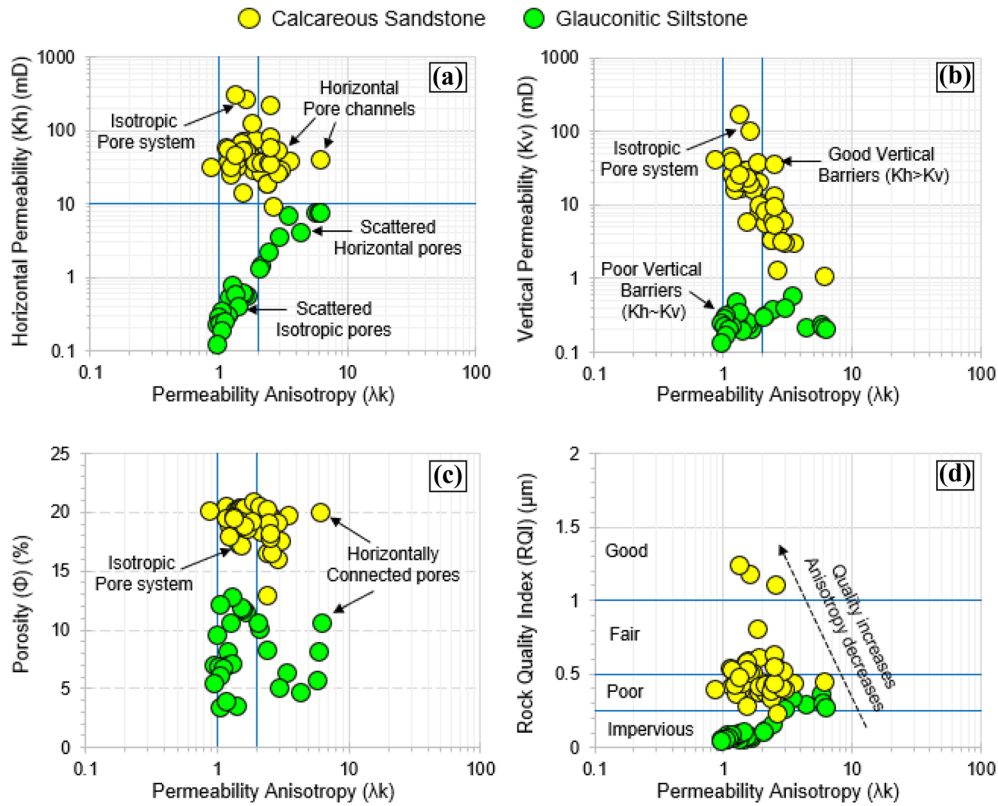 Calcareous Sandstone
Glauconitic Siltstone
(a)
1000
100
10
1
0.1
Horizontal Permeability (Kh) (mD)
Isotropic
Pore system
Horizontal
Pore channels
Scattered
Horizontal pores
Scattered
Isotropic pores
0.1
1
10
100
Permeability Anisotropy (λk)
(b)
1000
100
10
1
0.1
Vertical Permeability (Kv) (mD)
Isotropic
Pore system
Good Vertical
Barriers (Kh>Kv)
Poor Vertical
Barriers
(Kh~Kv)
0.1
1
10
100
Permeability Anisotropy (λk)
(c)
25
20
15
10
5
0
Porosity (Φ) (%)
Isotropic
Pore system
Horizontally
Connected pores
0.1
1
10
100
Permeability Anisotropy (λk)
(d)
2
1.5
1
0.5
0
Rock Quality Index (RQI) (μm)
Good
Fair
Poor
Impervious
Quality increases
Anisotropy decreases
0.1
1
10
100
Permeability Anisotropy (λk)